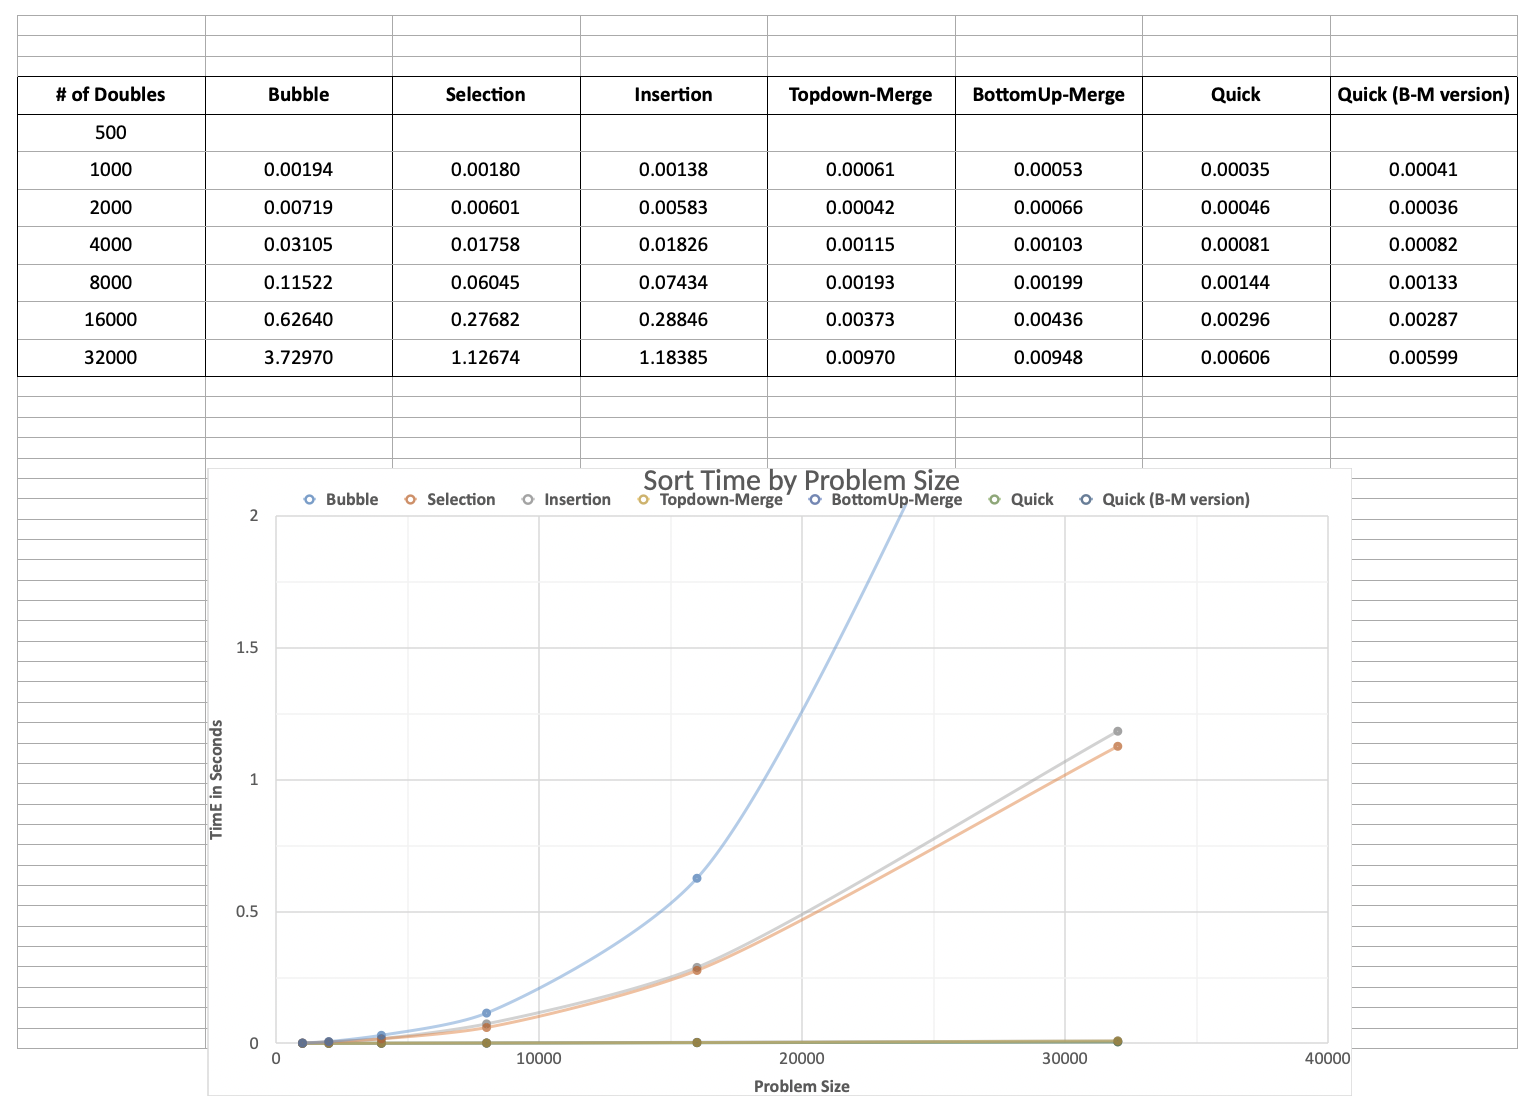 # of Doubles Bubble Selection Insertion Topdown-Merge BottomUp-Merge Quick Quick (B-M version)
500
1000 0.00194 0.00180 0.00138 0.00061 0.00053 0.00035 0.00041
2000 0.00719 0.00601 0.00583 0.00042 0.00066 0.00046 0.00036
4000 0.03105 0.01758 0.01826 0.00115 0.00103 0.00081 0.00082
8000 0.11522 0.06045 0.07434 0.00193 0.00199 0.00144 0.00133
16000 0.62640 0.27682 0.28846 0.00373 0.00436 0.00296 0.00287
32000 3.72970 1.12674 1.18385 0.00970 0.00948 0.00606 0.00599
Sort Time by Problem Size
Bubble Selection Insertion Topdown-Merge BottomUp-Merge Quick Quick (B-M version)
2
1.5
1
0.5
0
TimE in Seconds
0 10000 20000 30000 40000
Problem Size